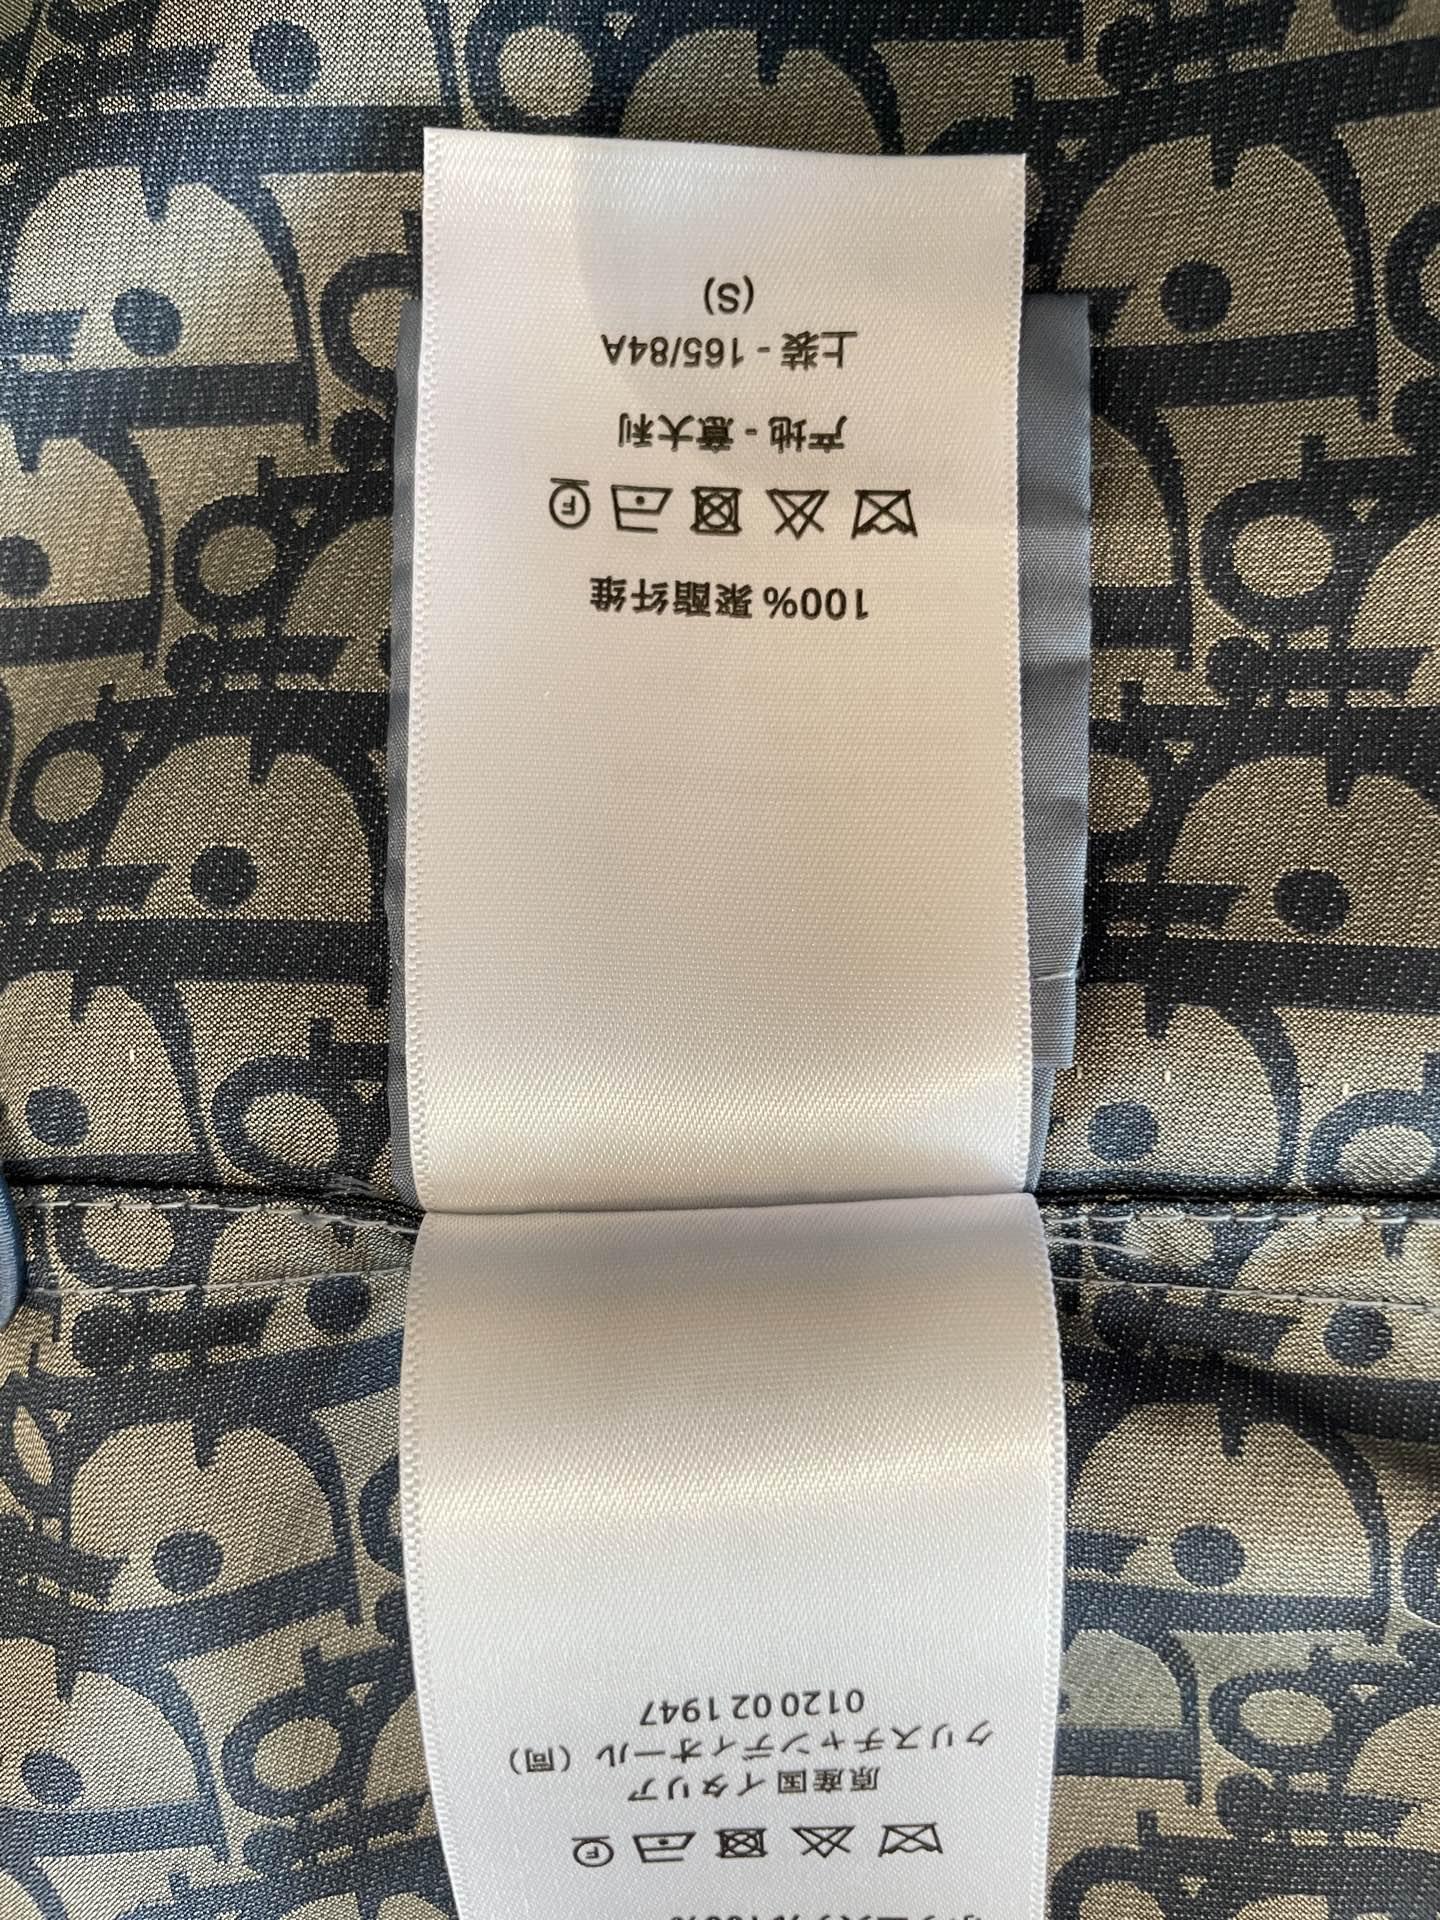 F
原産国イタリア
クリスチャンディオール（同）
0120 02 1947
100% 聚酯纤维
F
产地 - 意大利
上装 - 165/84A
(S)